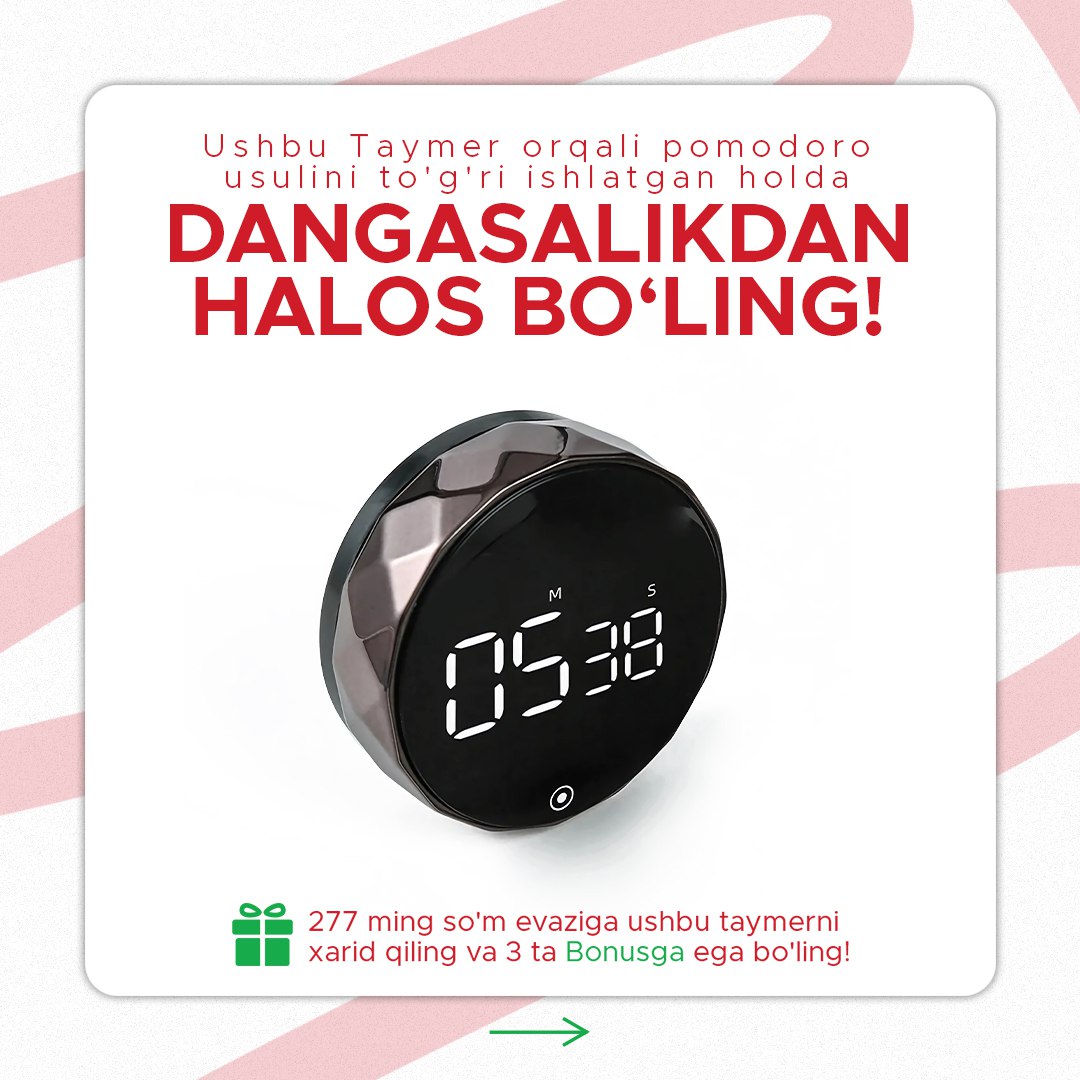 Ushbu Taymer orqali pomodoro
usulini to'g'ri ishlatgan holda
DANGASALIKDAN
HALOS BO‘LING!
M S
05 38
277 ming so'm evaziga ushbu taymerni
xarid qiling va 3 ta Bonusga ega bo'ling!